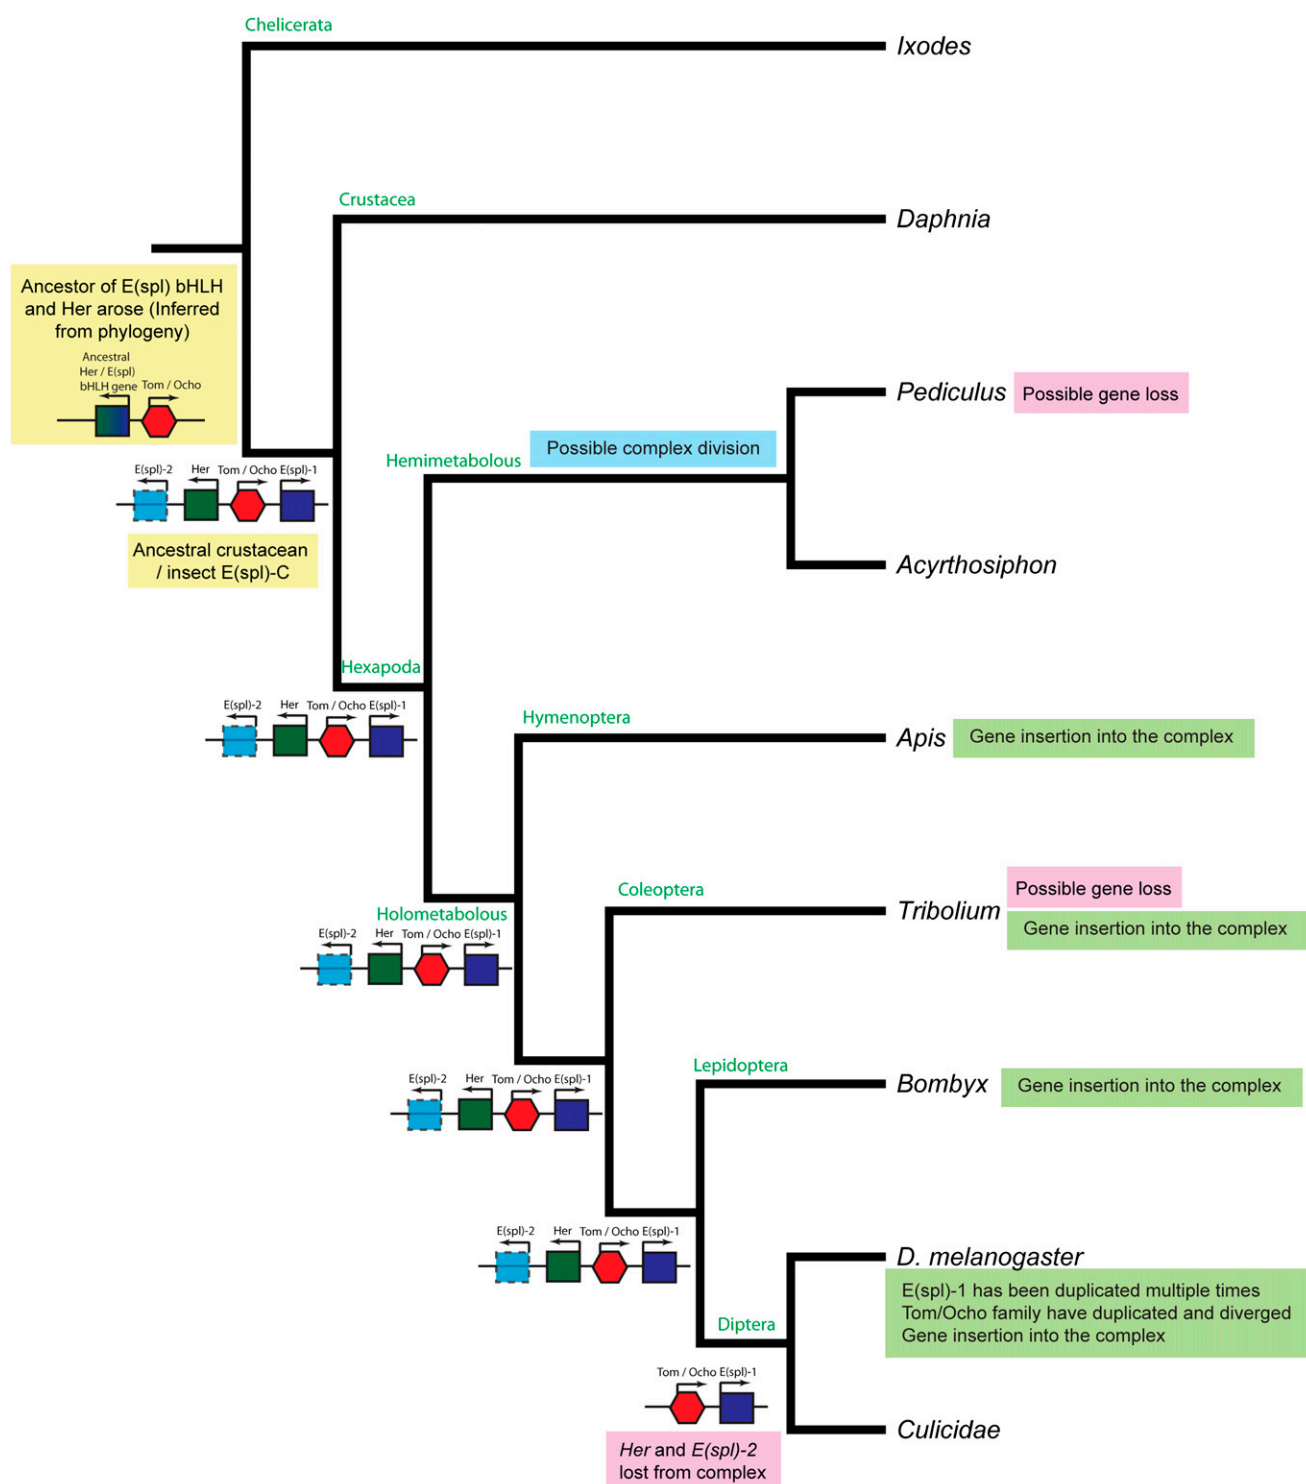 Chelicerata
Ixodes
Crustacea
Daphnia
Ancestor of E(spl) bHLH
and Her arose (Inferred
from phylogeny)
Ancestral
Her / E(spl)
bHLH gene
Tom / Ocho
Pediculus
Possible gene loss
Hemimetabolous
Possible complex division
E(spl)-2
Her
Tom / Ocho
E(spl)-1
Ancestral crustacean
/ insect E(spl)-C
Acyrthosiphon
Hexapoda
E(spl)-2
Her
Tom / Ocho
E(spl)-1
Hymenoptera
Apis
Gene insertion into the complex
Holometabolous
E(spl)-2
Her
Tom / Ocho
E(spl)-1
Coleoptera
Possible gene loss
Tribolium
Gene insertion into the complex
E(spl)-2
Her
Tom / Ocho
E(spl)-1
Lepidoptera
Bombyx
Gene insertion into the complex
E(spl)-2
Her
Tom / Ocho
E(spl)-1
D. melanogaster
E(spl)-1 has been duplicated multiple times
Tom/Ocho family have duplicated and diverged
Gene insertion into the complex
Diptera
Tom / Ocho
E(spl)-1
Her and E(spl)-2
lost from complex
Culicidae